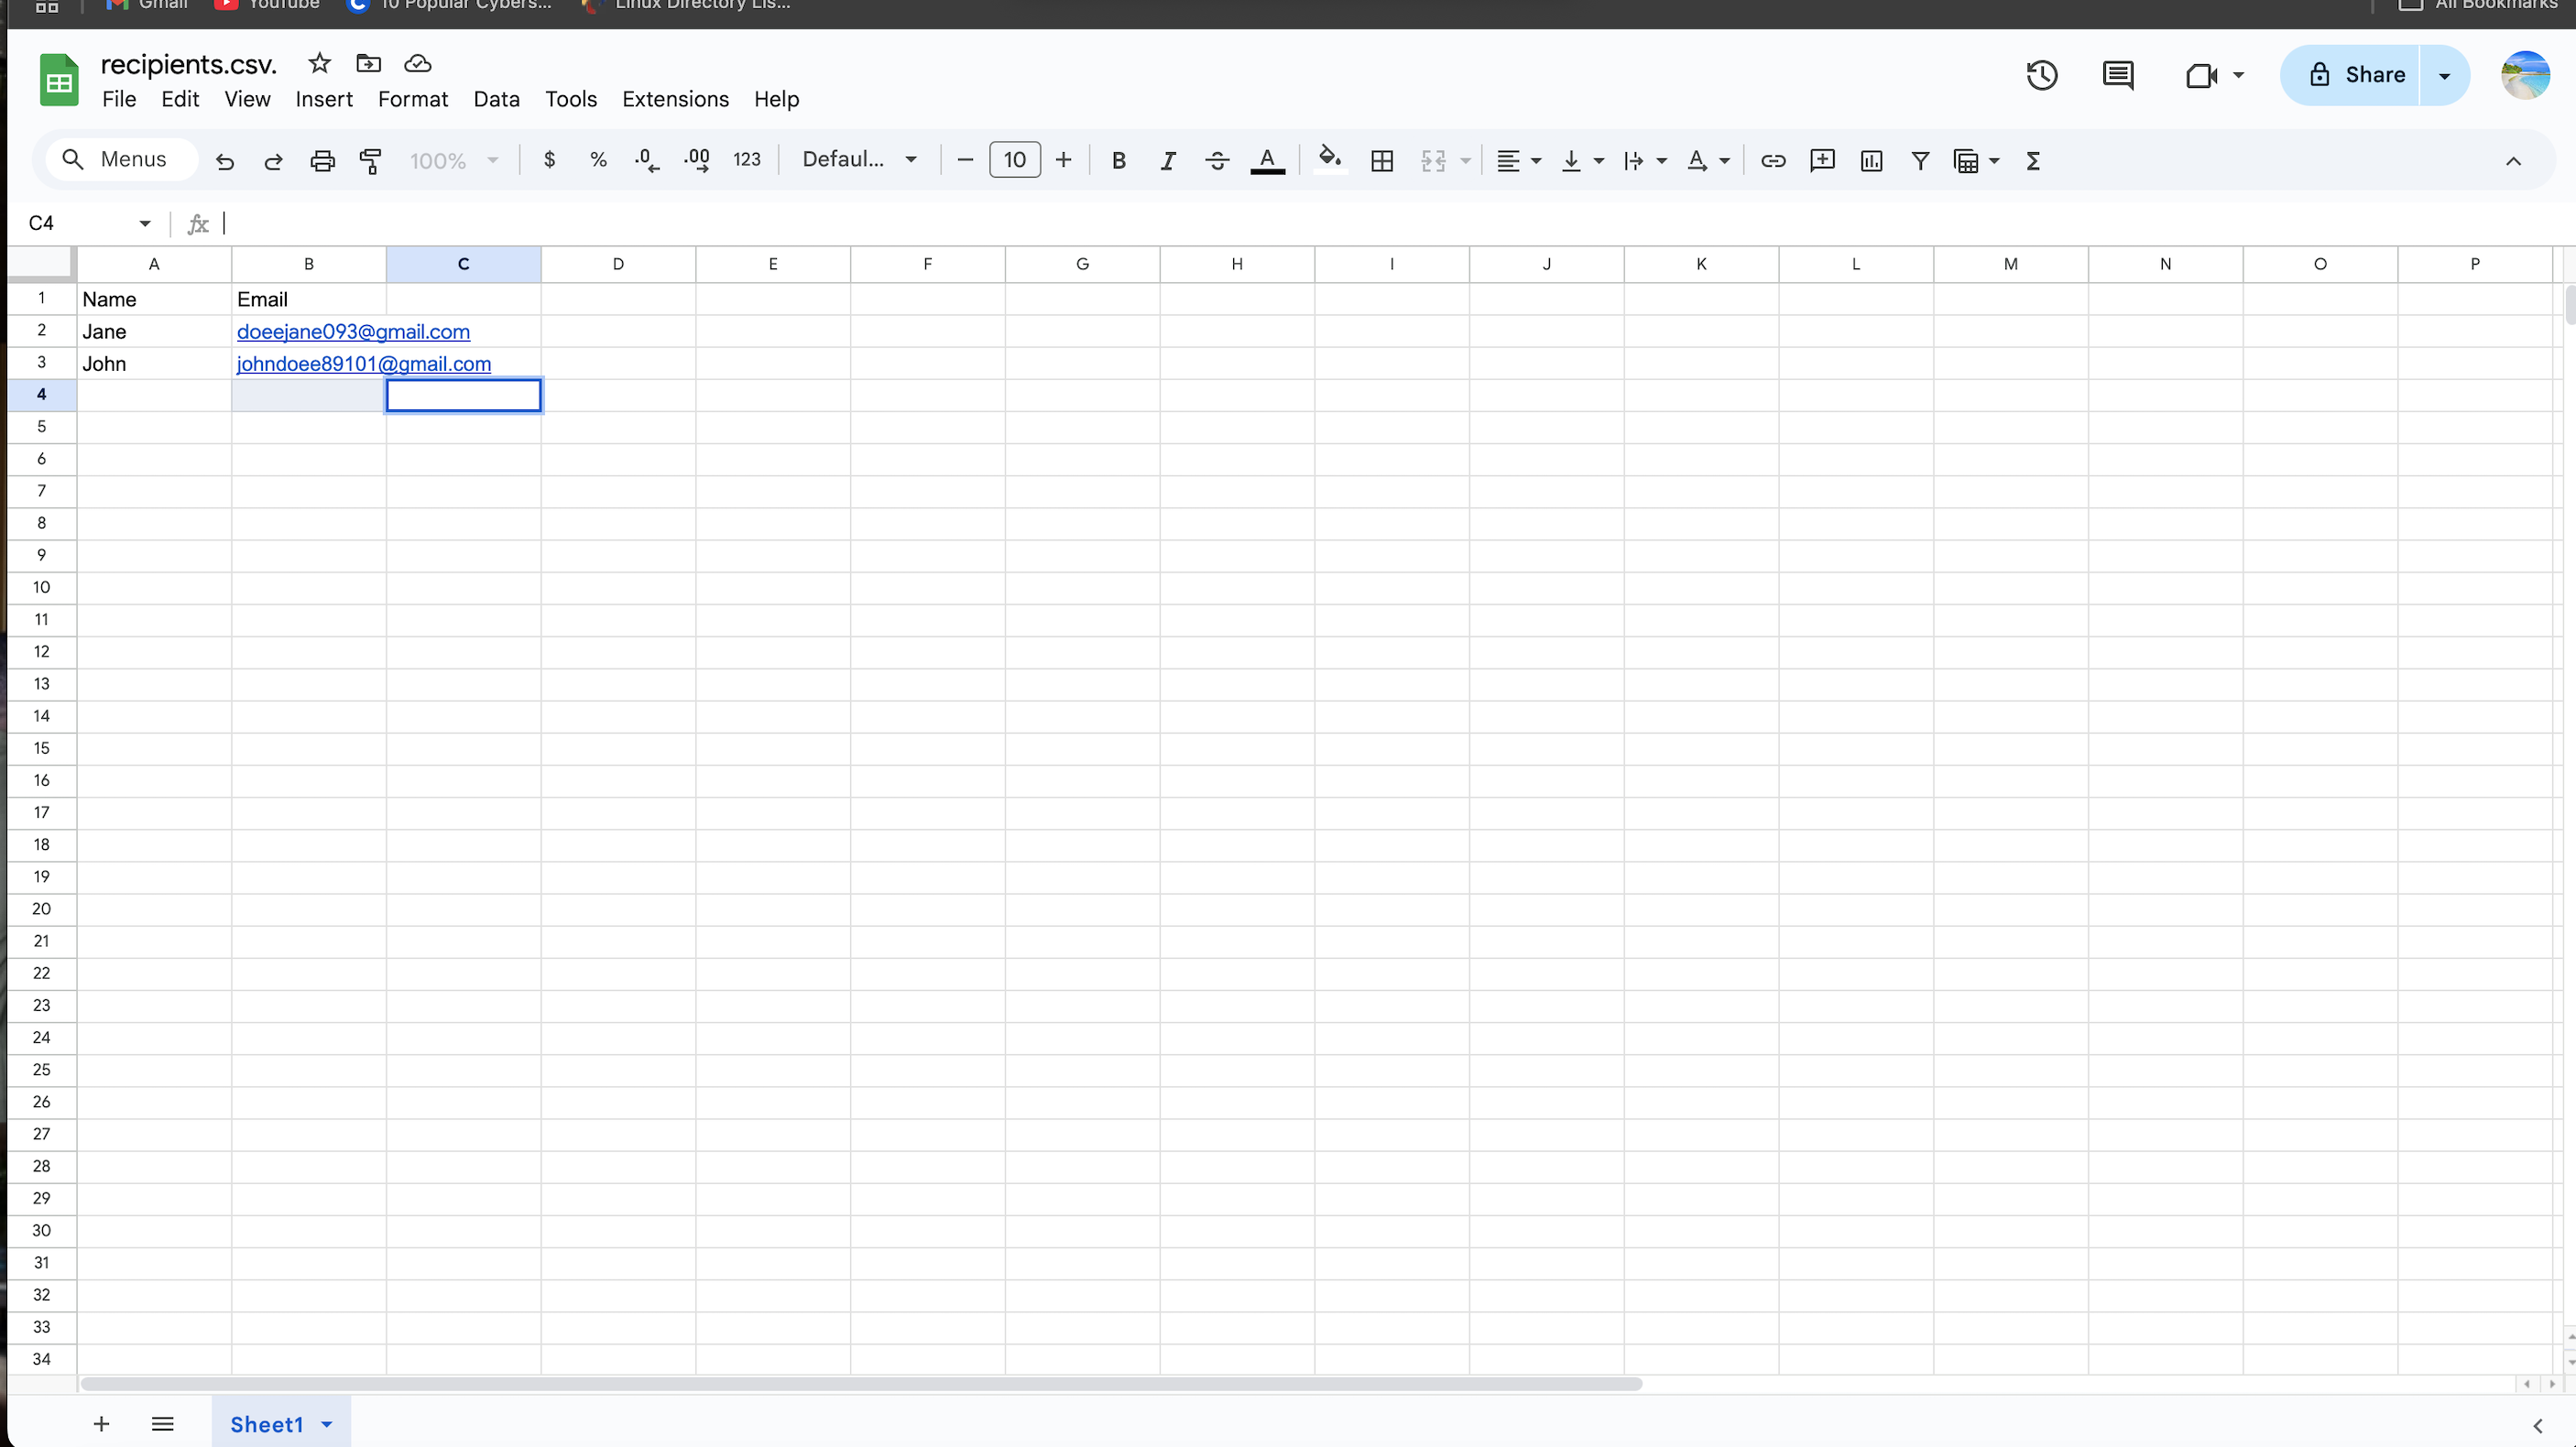 Gmail YouTube 10 Popular Cybers... Linux Directory Lis... All Bookmarks
recipients.csv.
File Edit View Insert Format Data Tools Extensions Help
Share
Menus 100% $ % .0 .00 123 Defaul... 10 B I S A A Σ
C4 fx
A B C D E F G H I J K L M N O P
1 Name Email
2 Jane doeejane093@gmail.com
3 John johndoee89101@gmail.com
4
5
6
7
8
9
10
11
12
13
14
15
16
17
18
19
20
21
22
23
24
25
26
27
28
29
30
31
32
33
34
Sheet1